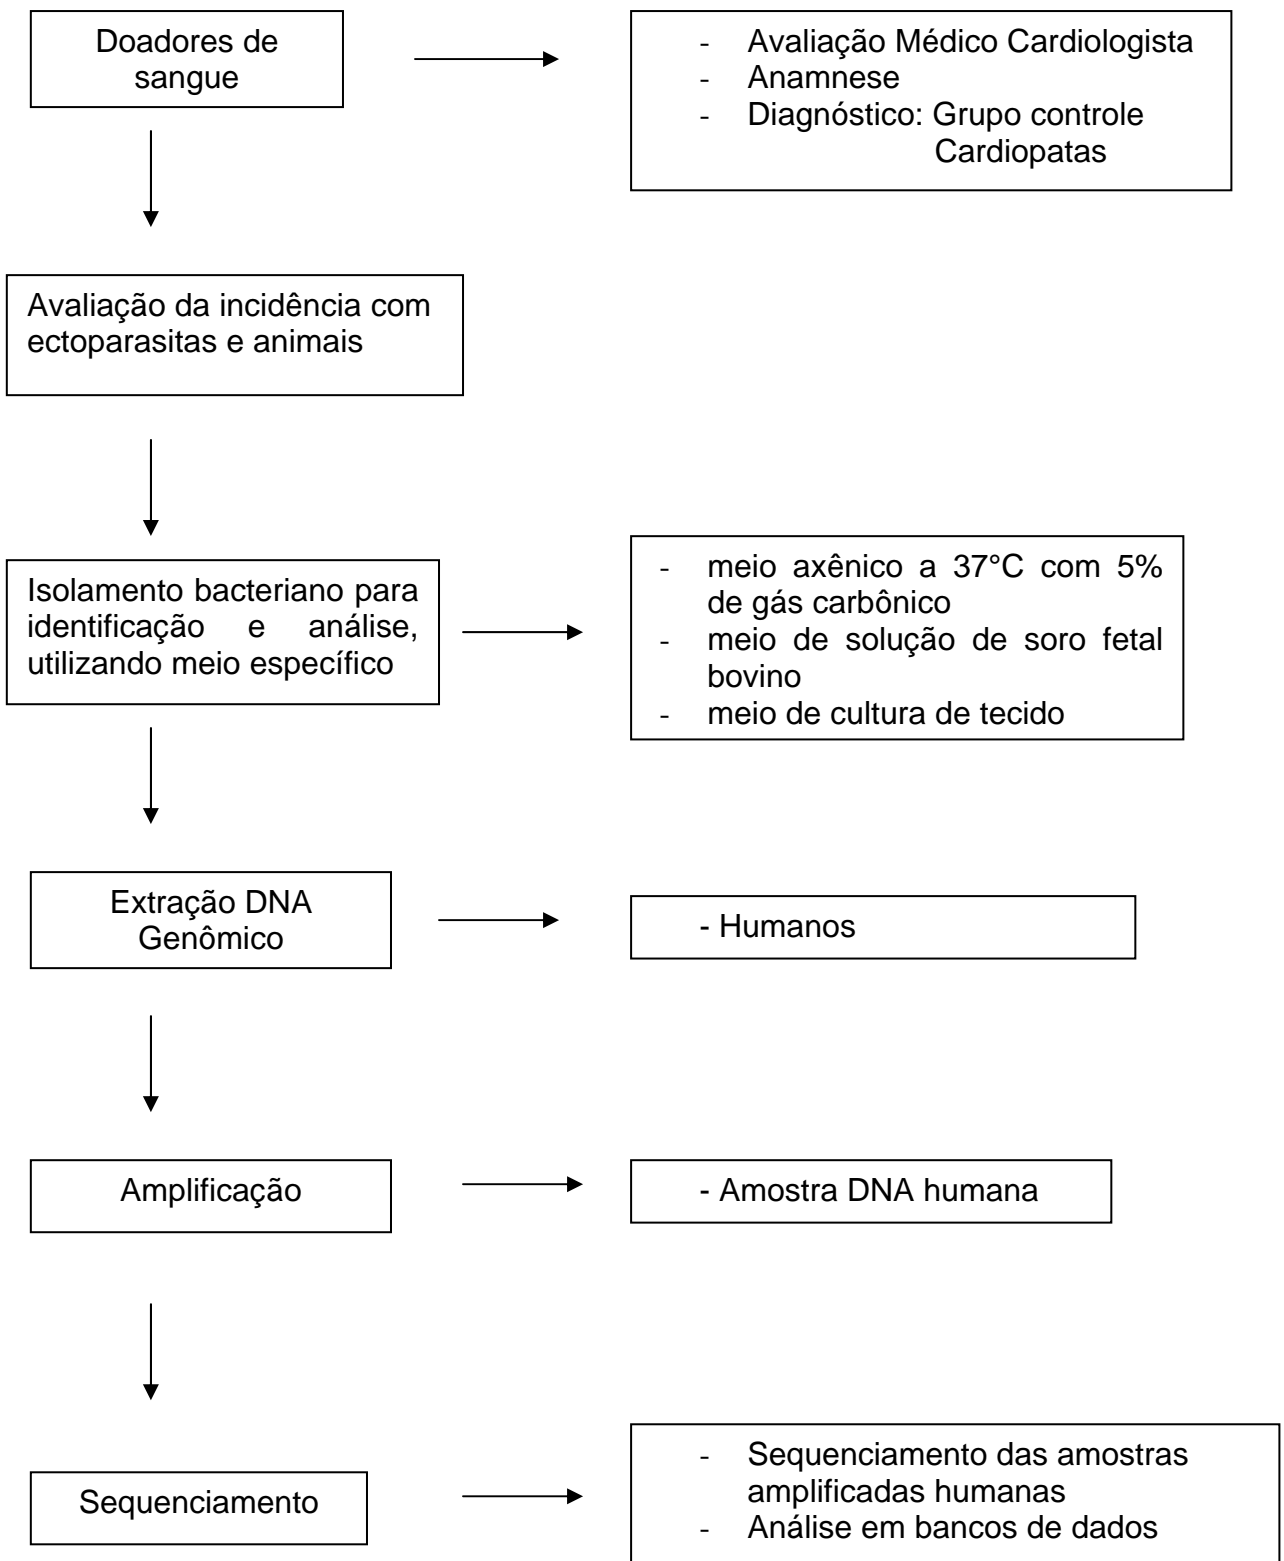 Doadores de
sangue
- Avaliação Médico Cardiologista
- Anamnese
- Diagnóstico: Grupo controle
Cardiopatas
Avaliação da incidência com
ectoparasitas e animais
Isolamento bacteriano para
identificação e análise,
utilizando meio específico
- meio axênico a 37°C com 5%
de gás carbônico
- meio de solução de soro fetal
bovino
- meio de cultura de tecido
Extração DNA
Genômico
- Humanos
Amplificação
- Amostra DNA humana
Sequenciamento
- Sequenciamento das amostras
amplificadas humanas
- Análise em bancos de dados